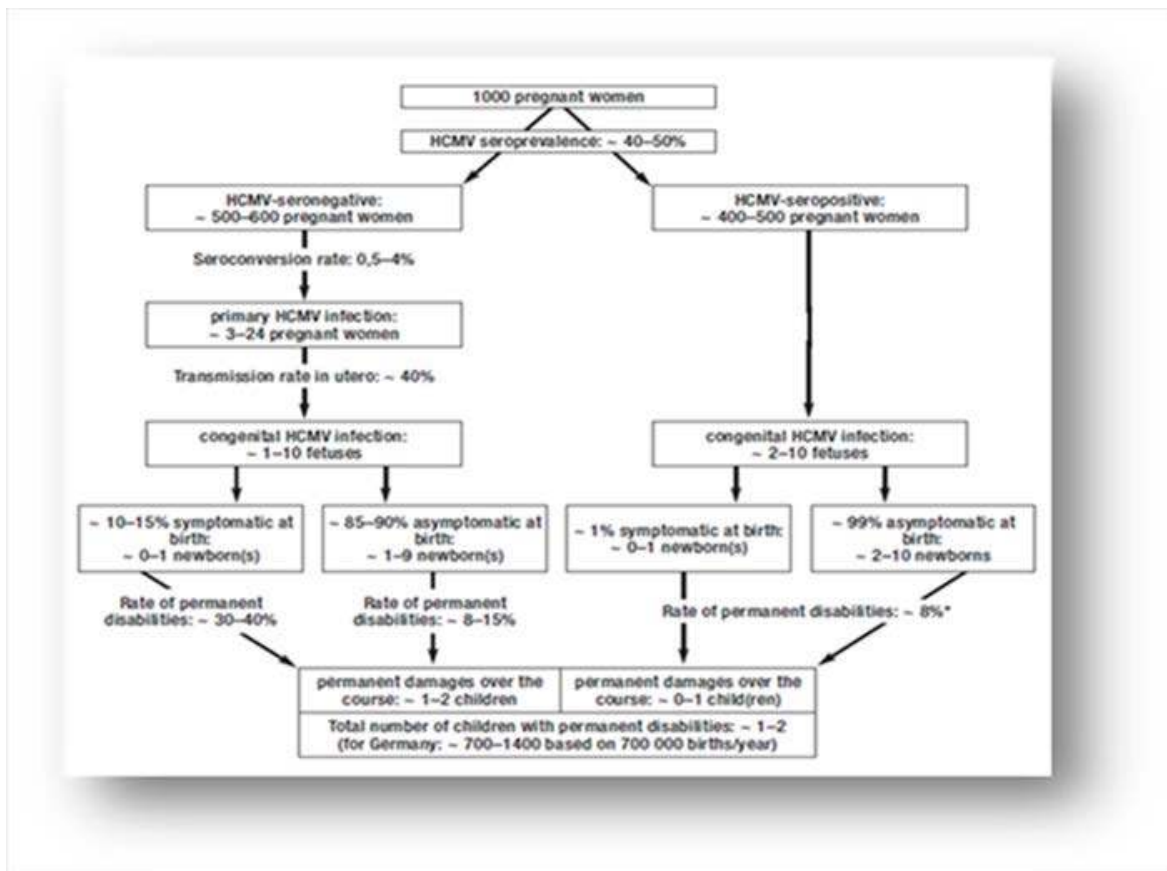 1000 pregnant women
HCMV seroprevalence: ~ 40–50%
HCMV-seronegative:
~ 500–600 pregnant women
HCMV-seropositive:
~ 400–500 pregnant women
Seroconversion rate: 0,5–4%
primary HCMV infection:
~ 3–24 pregnant women
Transmission rate in utero: ~ 40%
congenital HCMV infection:
~ 1–10 fetuses
congenital HCMV infection:
~ 2–10 fetuses
~ 10–15% symptomatic at
birth:
~ 0–1 newborn(s)
~ 85–90% asymptomatic at
birth:
~ 1–9 newborn(s)
~ 1% symptomatic at birth:
~ 0–1 newborn(s)
~ 99% asymptomatic at
birth:
~ 2–10 newborns
Rate of permanent
disabilities: ~ 30–40%
Rate of permanent
disabilities: ~ 8–15%
Rate of permanent disabilities: ~ 8%*
permanent damages over the
course: ~ 1–2 children
permanent damages over the
course: ~ 0–1 child(ren)
Total number of children with permanent disabilities: ~ 1–2
(for Germany: ~ 700–1400 based on 700 000 births/year)